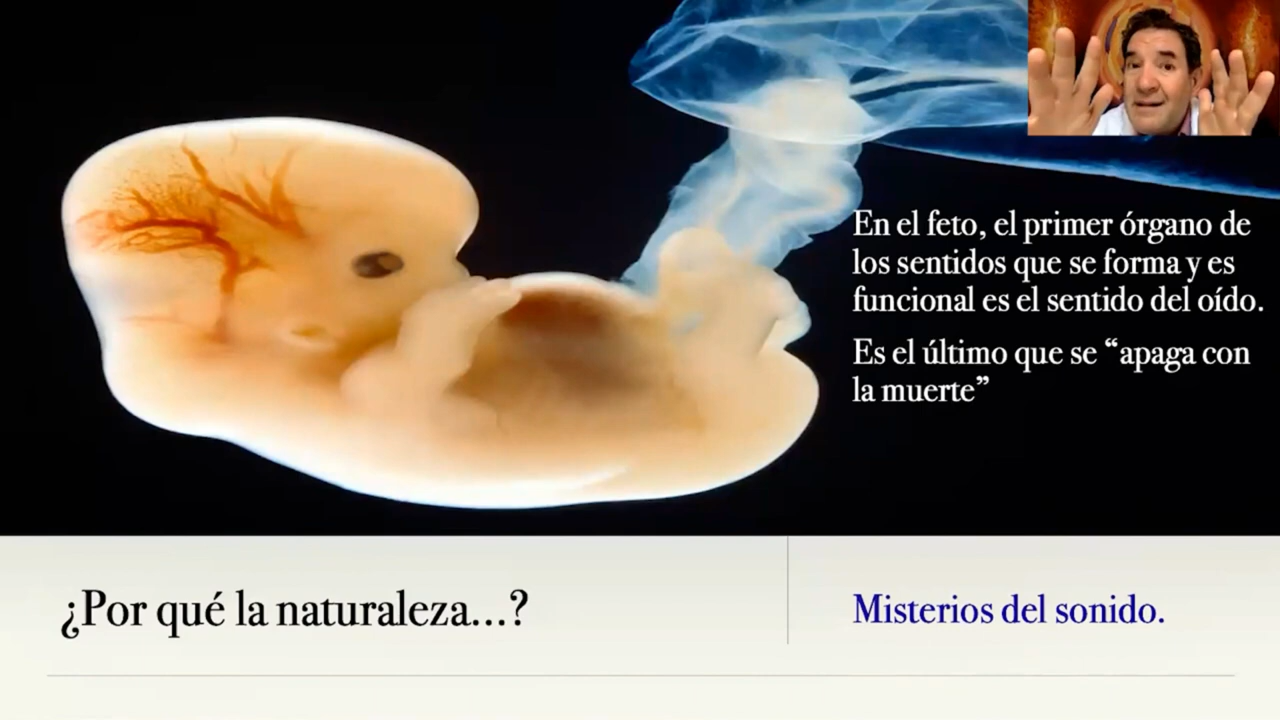 En el feto, el primer órgano de
los sentidos que se forma y es
funcional es el sentido del oído.
Es el último que se “apaga con
la muerte”
¿Por qué la naturaleza...?
Misterios del sonido.